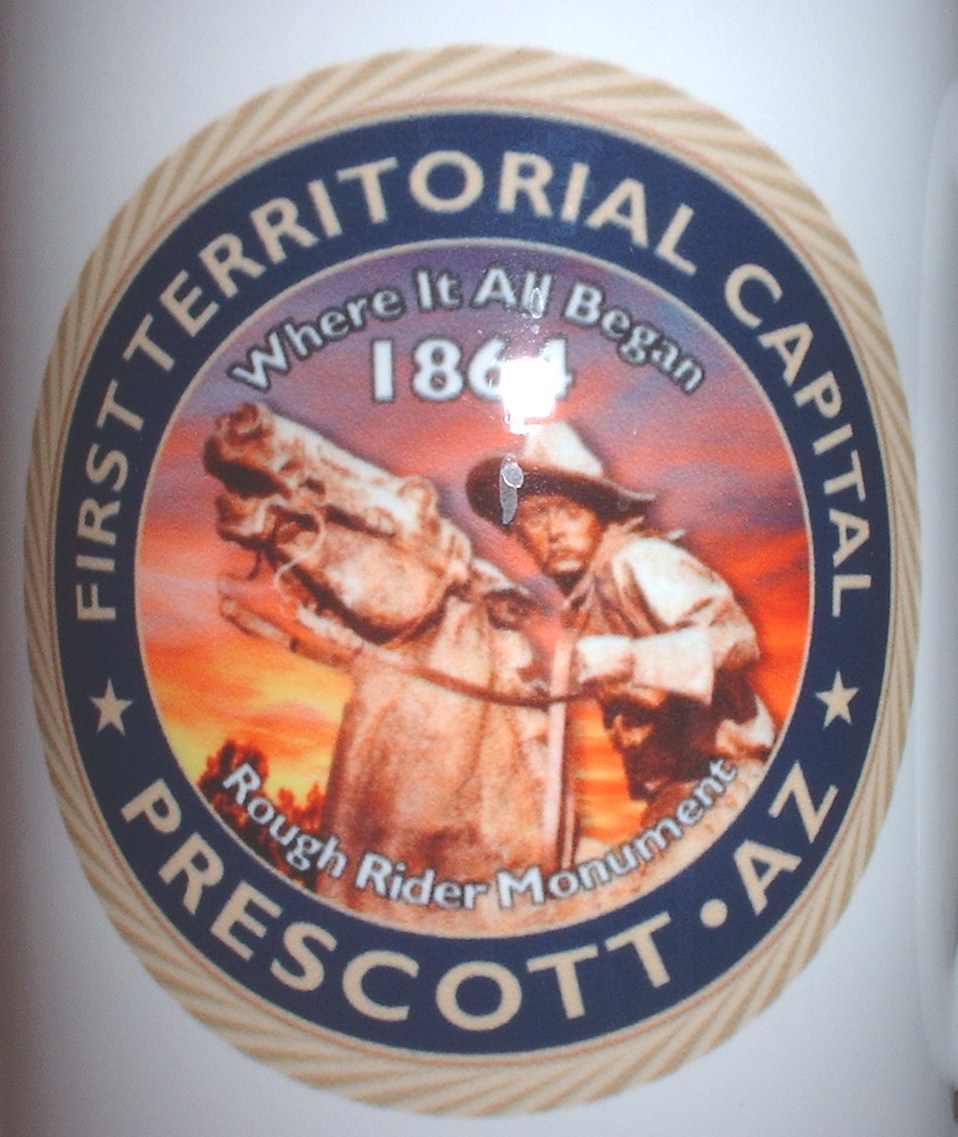 FIRST TERRITORIAL CAPITAL
Where It All Began
1864
Rough Rider Monument
PRESCOTT • AZ